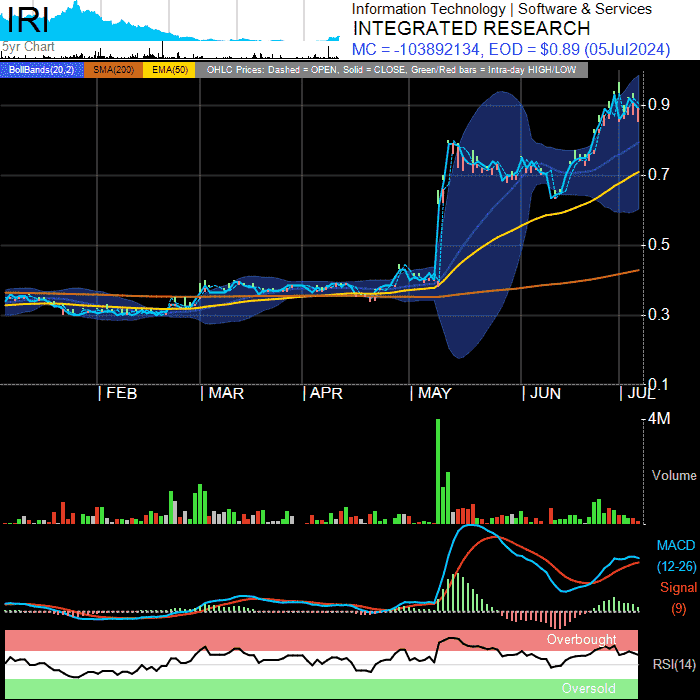 IRI
5yr Chart
Information Technology | Software & Services
INTEGRATED RESEARCH
MC = -103892134, EOD = $0.89 (05Jul2024)
BollBands(20,2) SMA(200) EMA(50) OHLC Prices: Dashed = OPEN, Solid = CLOSE, Green/Red bars = Intra-day HIGH/LOW
0.9
0.7
0.5
0.3
0.1
| FEB | MAR | APR | MAY | JUN | JUL
4M
Volume
MACD
(12-26)
Signal
(9)
Overbought
RSI(14)
Oversold